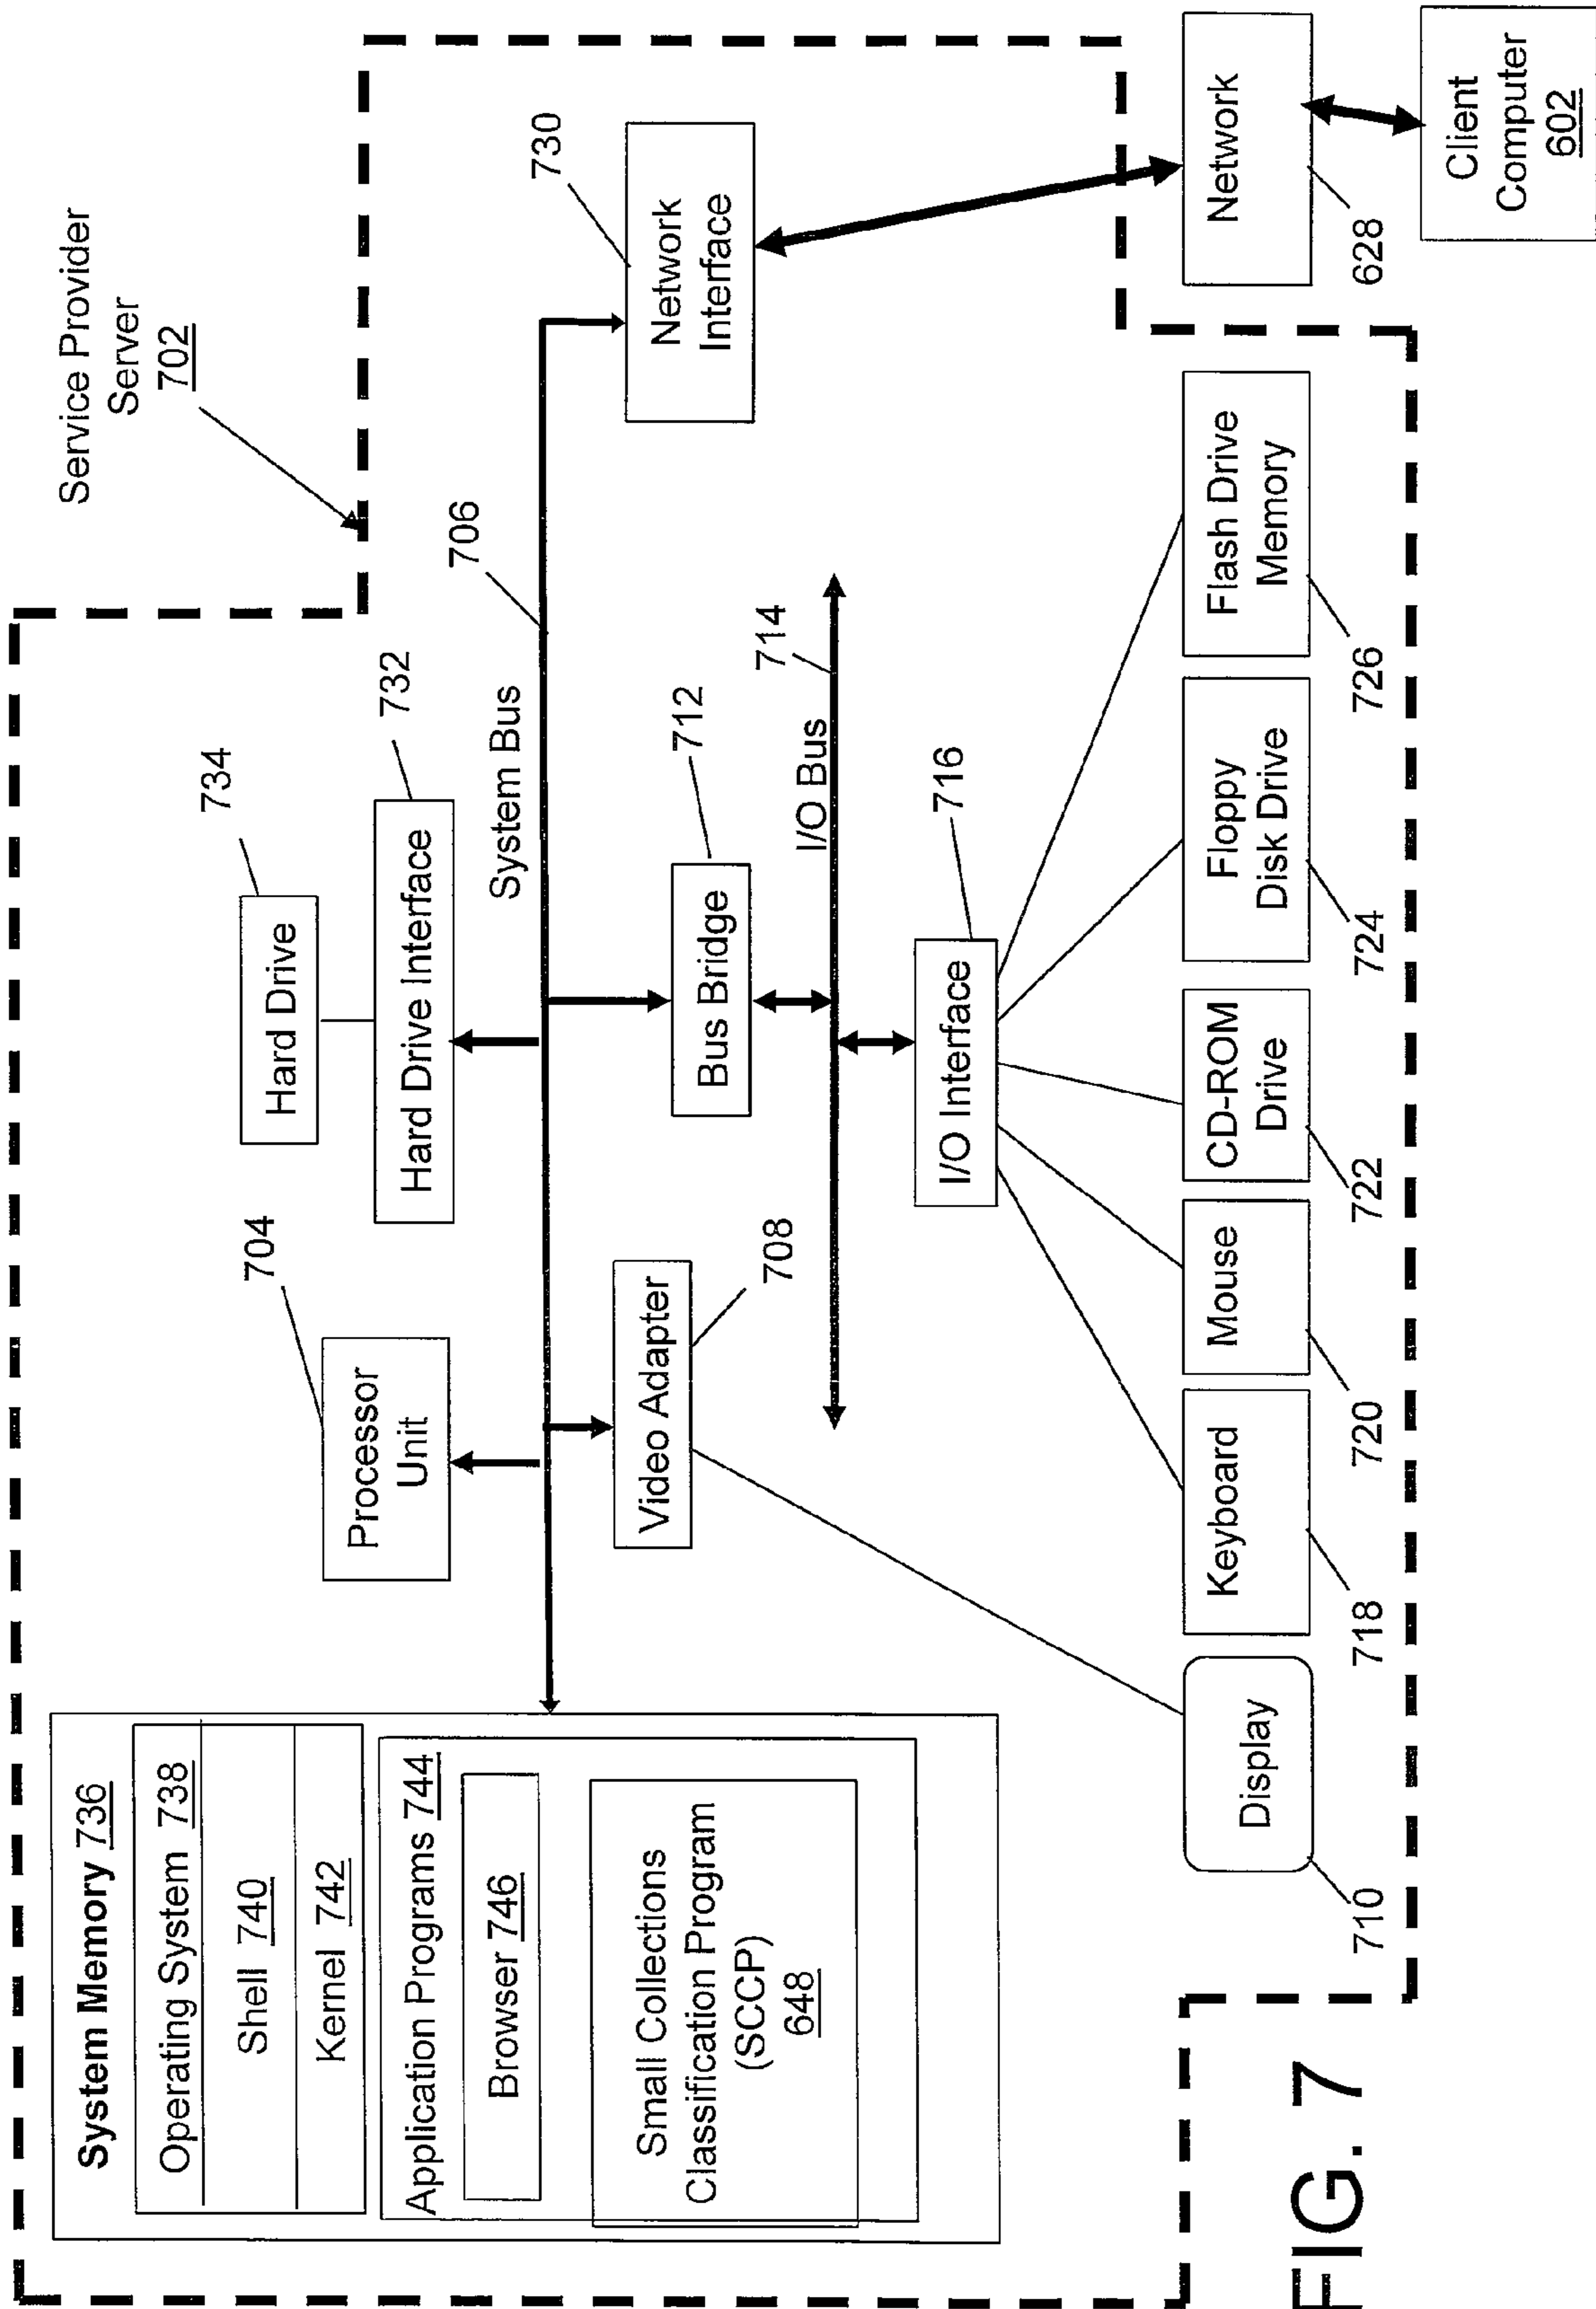 Service Provider
Server
702
System Memory 736
Operating System 738
Shell 740
Kernel 742
Application Programs 744
Browser 746
Small Collections
Classification Program
(SCCP)
648
704
Processor
Unit
734
Hard Drive
732
Hard Drive Interface
System Bus
706
730
Network
Interface
Video Adapter
708
712
Bus Bridge
714
I/O Bus
716
I/O Interface
Display
710
Keyboard
718
Mouse
720
CD-ROM
Drive
722
Floppy
Disk Drive
724
Flash Drive
Memory
726
Network
628
Client
Computer
602
FIG. 7